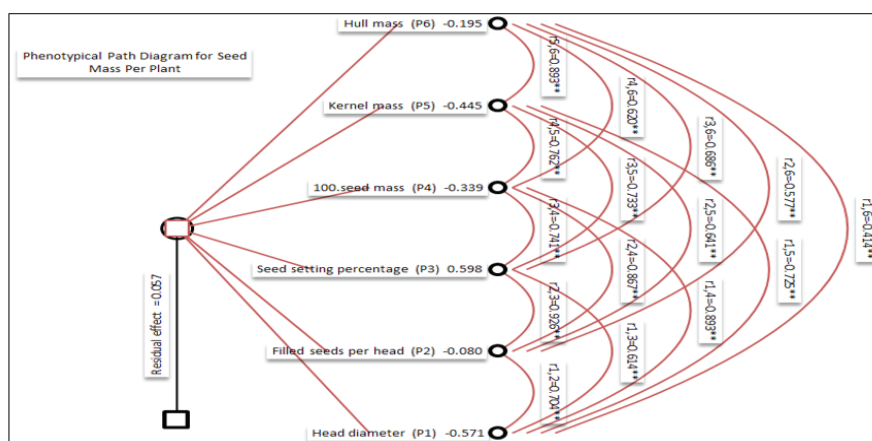 Phenotypical Path Diagram for Seed
Mass Per Plant
Hull mass (P6) -0.195
Kernel mass (P5) -0.445
100.seed mass (P4) -0.339
Seed setting percentage (P3) 0.598
Filled seeds per head (P2) -0.080
Head diameter (P1) -0.571
Residual effect =0.057
r5,6=0.893**
r4,5=0.762**
r3,4=0.741**
r2,3=0.926**
r1,2=0.704**
r4,6=0.620**
r3,5=0.733**
r2,4=0.867**
r1,3=0.614**
r3,6=0.686**
r2,5=0.641**
r1,4=0.893**
r2,6=0.577**
r1,5=0.725**
r1,6=0.414**